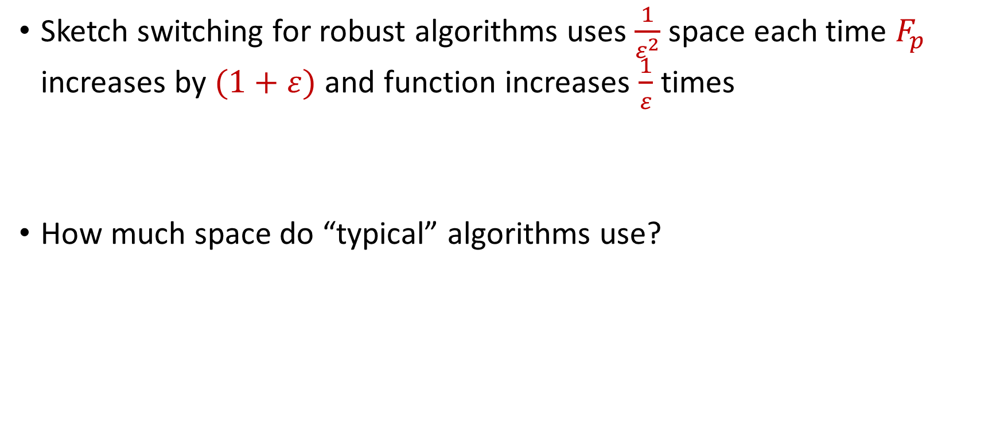 • Sketch switching for robust algorithms uses $\frac{1}{\varepsilon^2}$ space each time $F_p$
increases by $(1 + \varepsilon)$ and function increases $\frac{1}{\varepsilon}$ times
• How much space do “typical” algorithms use?